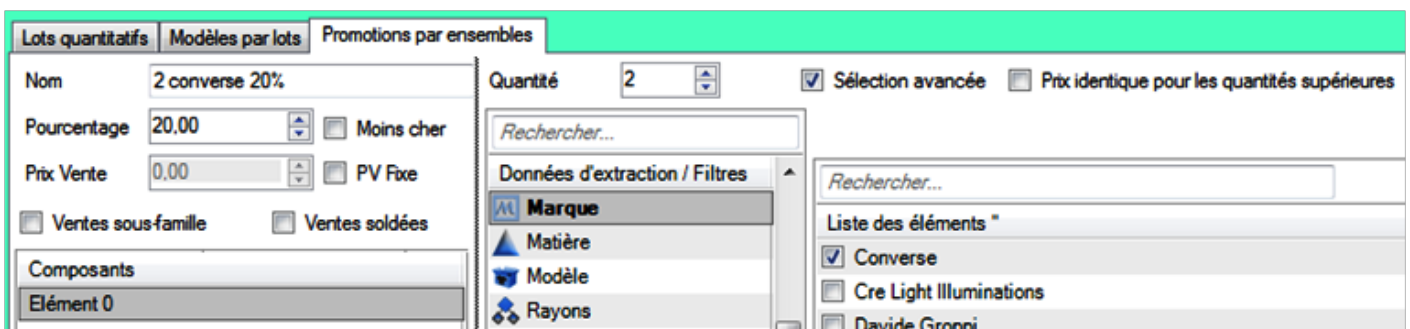 Lots quantitatifs Modèles par lots Promotions par ensembles
Nom 2 converse 20%
Pourcentage 20,00 Moins cher
Prix Vente 0,00 PV Fixe
Ventes sous-famille Ventes soldées
Composants
Elément 0
Quantité 2 Sélection avancée Prix identique pour les quantités supérieures
Rechercher...
Données d'extraction / Filtres
Marque
Matière
Modèle
Rayons
Rechercher...
Liste des éléments "
Converse
Cre Light Illuminations
Davide Groppi